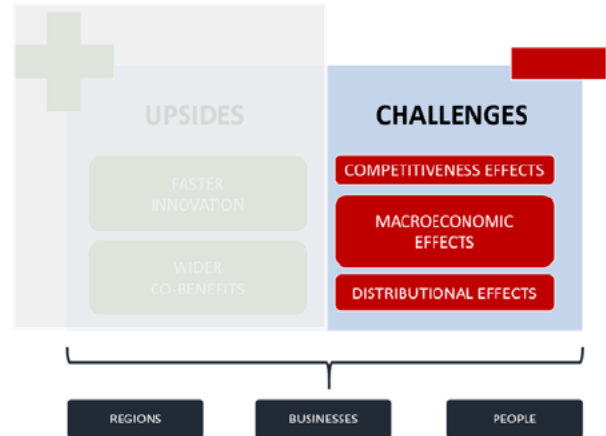 UPSIDES
FASTER
INNOVATION
WIDER
CO-BENEFITS
CHALLENGES
COMPETITIVENESS EFFECTS
MACROECONOMIC
EFFECTS
DISTRIBUTIONAL EFFECTS
REGIONS
BUSINESSES
PEOPLE